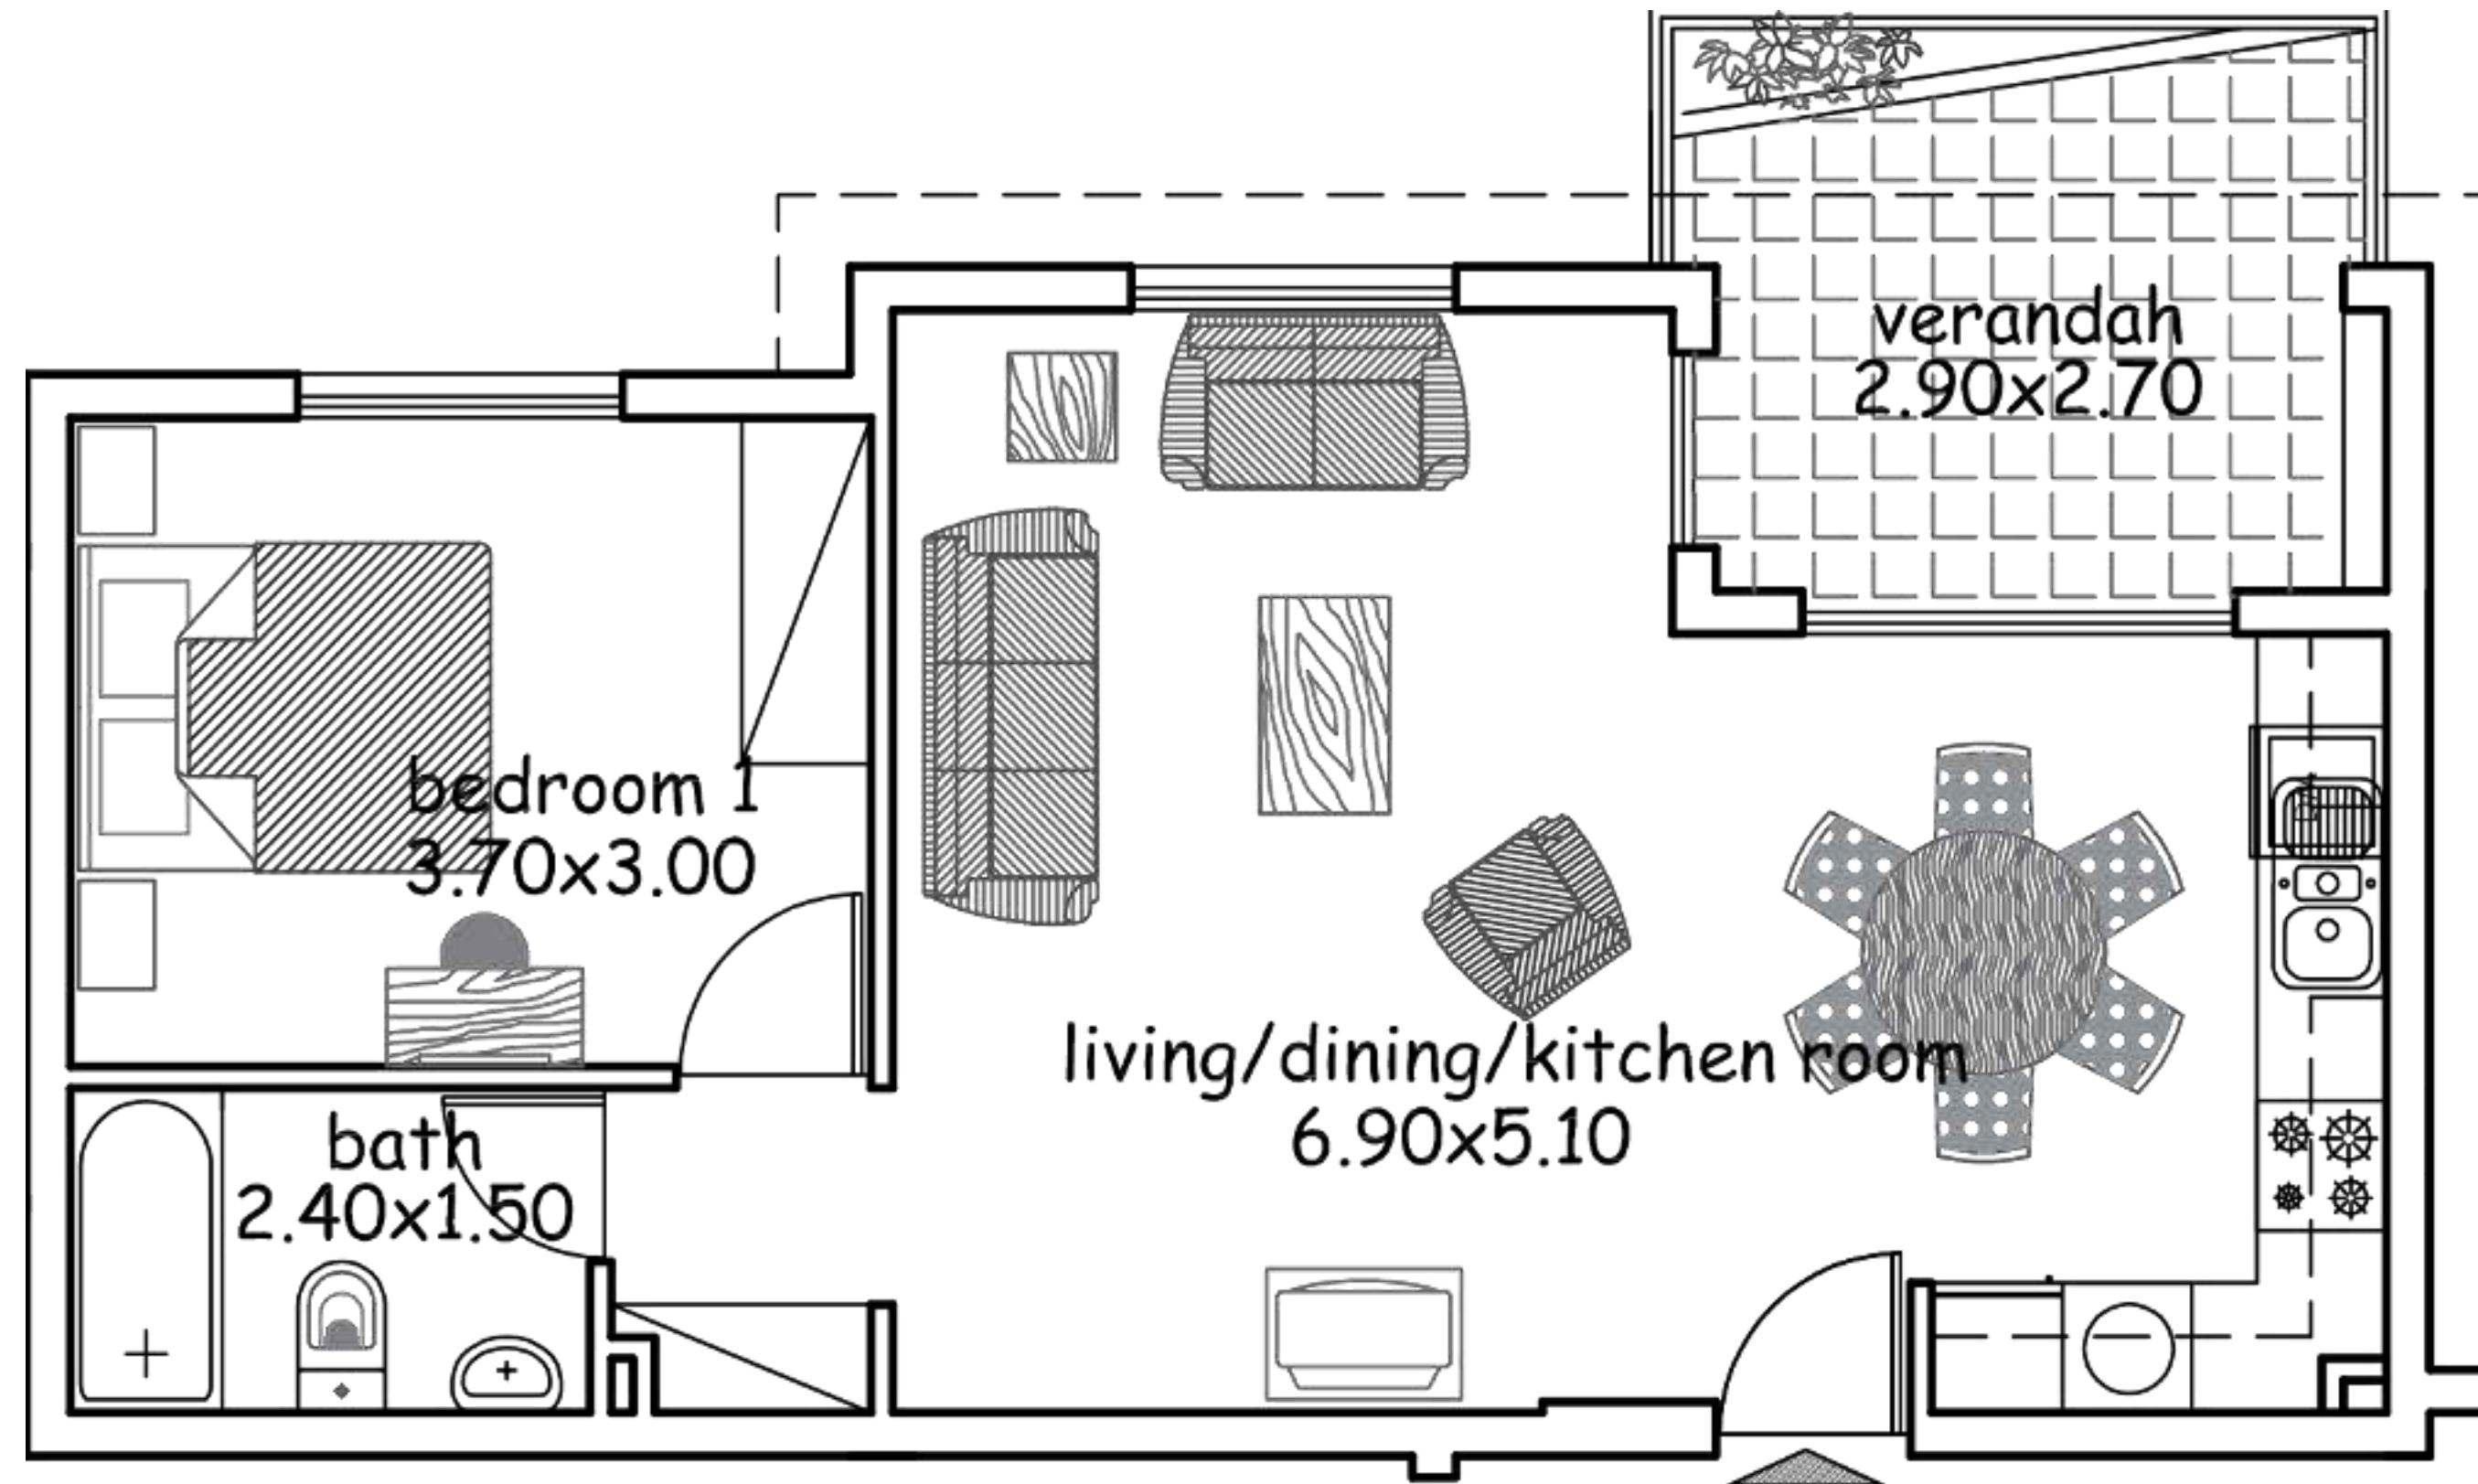 verandah
2.90x2.70
bedroom 1
3.70x3.00
living/dining/kitchen room
6.90x5.10
bath
2.40x1.50